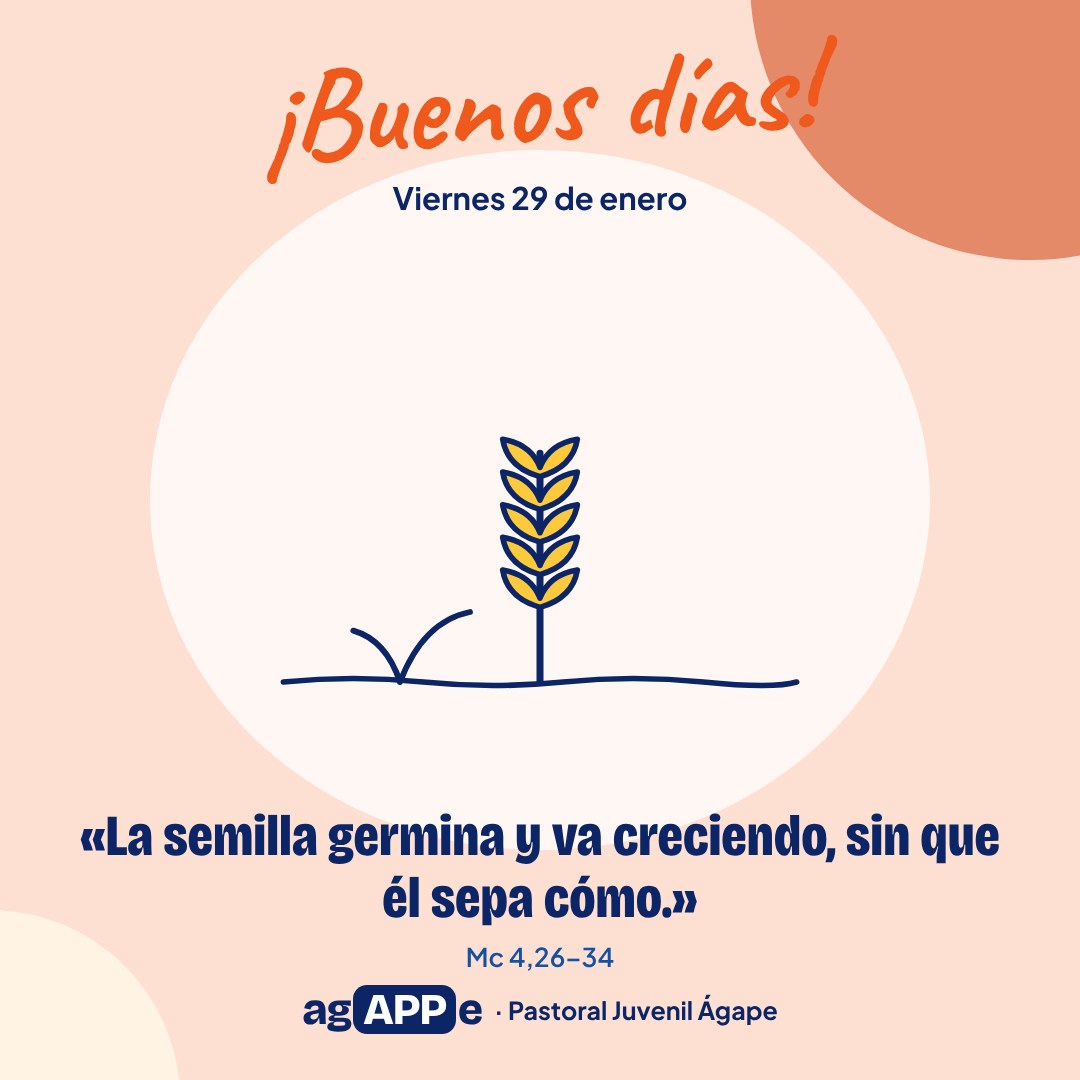 ¡Buenos días!
Viernes 29 de enero
«La semilla germina y va creciendo, sin que
él sepa cómo.»
Mc 4,26–34
agAPPe · Pastoral Juvenil Ágape